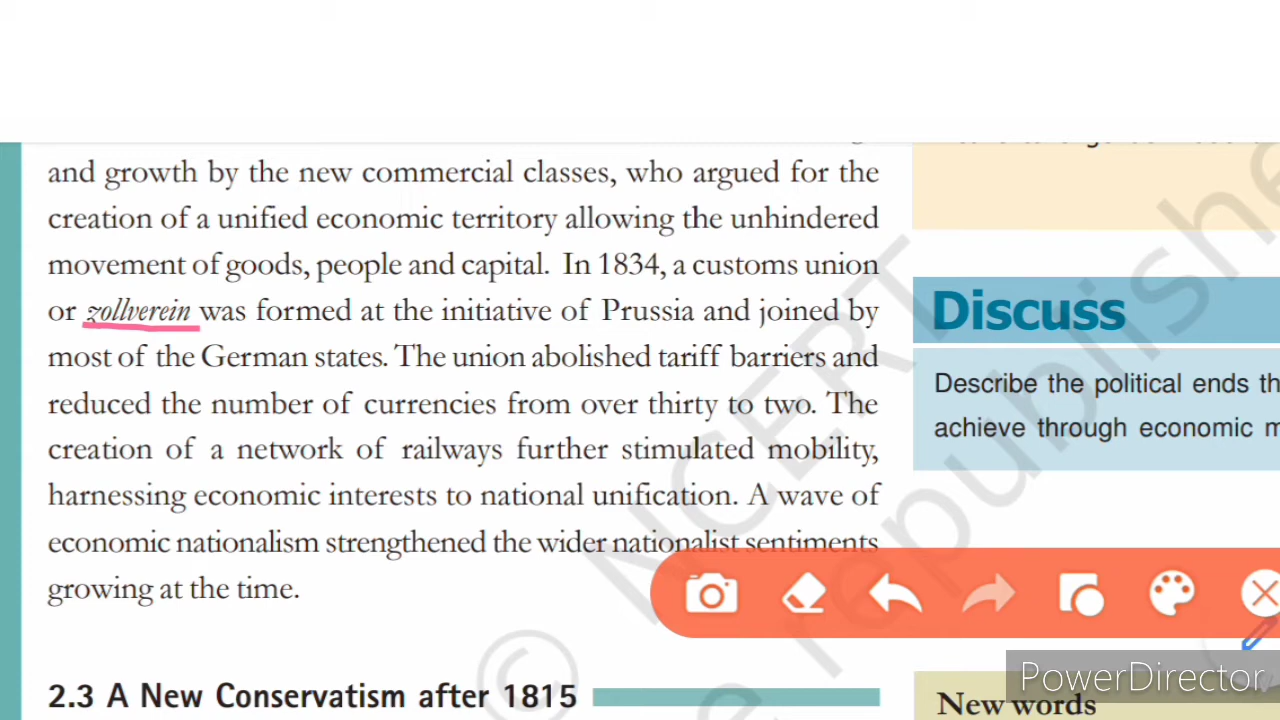 and growth by the new commercial classes, who argued for the
creation of a unified economic territory allowing the unhindered
movement of goods, people and capital. In 1834, a customs union
or zollverein was formed at the initiative of Prussia and joined by
most of the German states. The union abolished tariff barriers and
reduced the number of currencies from over thirty to two. The
creation of a network of railways further stimulated mobility,
harnessing economic interests to national unification. A wave of
economic nationalism strengthened the wider nationalist sentiments
growing at the time.
2.3 A New Conservatism after 1815
Discuss
Describe the political ends th
achieve through economic m
New words
© NCERT
republishe
PowerDirector